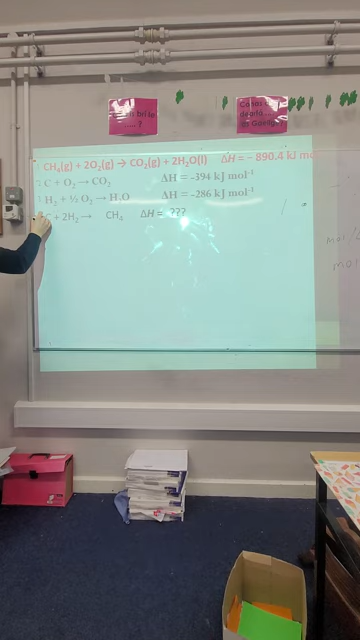 ..... ?
CH₄(g) + 2O₂(g) → CO₂(g) + 2H₂O(l) ΔH = - 890.4 kJ mol
C + O₂ → CO₂ ΔH = -394 kJ mol⁻¹
H₂ + ½ O₂ → H₂O ΔH = -286 kJ mol⁻¹
C + 2H₂ → CH₄ ΔH = ???